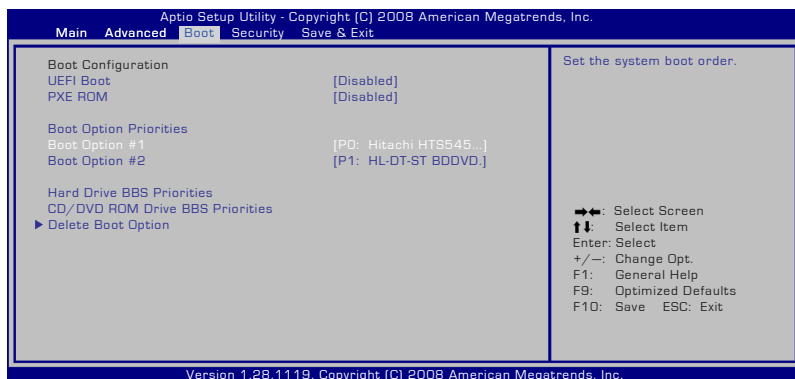 Aptio Setup Utility - Copyright (C) 2008 American Megatrends, Inc.
Main Advanced Boot Security Save & Exit
Boot Configuration
UEFI Boot [Disabled]
PXE ROM [Disabled]
Boot Option Priorities
Boot Option #1 [P0: Hitachi HTS545...]
Boot Option #2 [P1: HL-DT-ST BDDVD.]
Hard Drive BBS Priorities
CD/DVD ROM Drive BBS Priorities
Delete Boot Option
Set the system boot order.
→←: Select Screen
↑↓: Select Item
Enter: Select
+/—: Change Opt.
F1: General Help
F9: Optimized Defaults
F10: Save ESC: Exit
Version 1.28.1119. Copyright (C) 2008 American Megatrends, Inc.